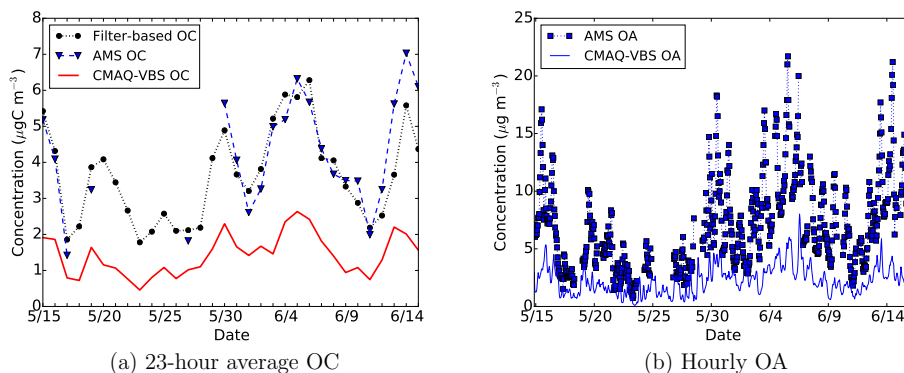 8
7
6
5
4
3
2
1
0
Concentration (μgC m⁻³)
Filter-based OC
AMS OC
CMAQ-VBS OC
5/15 5/20 5/25 5/30 6/4 6/9 6/14
Date
(a) 23-hour average OC
25
20
15
10
5
0
Concentration (μg m⁻³)
AMS OA
CMAQ-VBS OA
5/15 5/20 5/25 5/30 6/4 6/9 6/14
Date
(b) Hourly OA